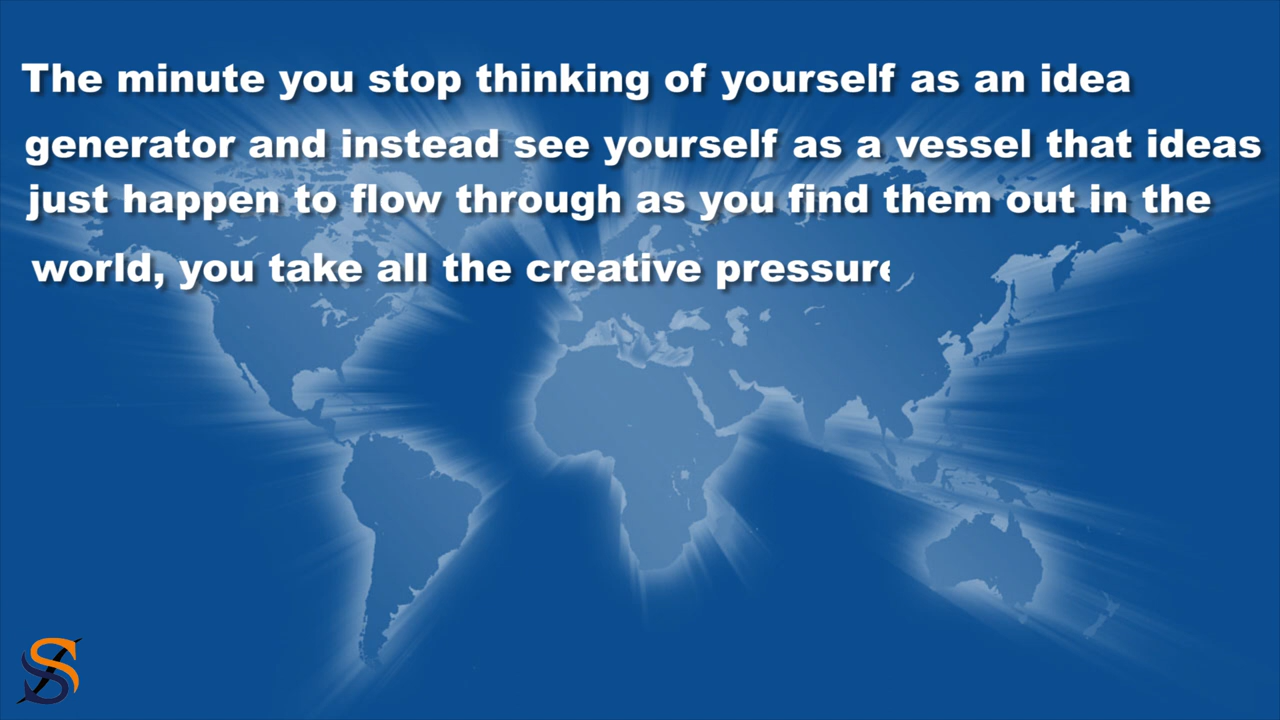 The minute you stop thinking of yourself as an idea
generator and instead see yourself as a vessel that ideas
just happen to flow through as you find them out in the
world, you take all the creative pressure